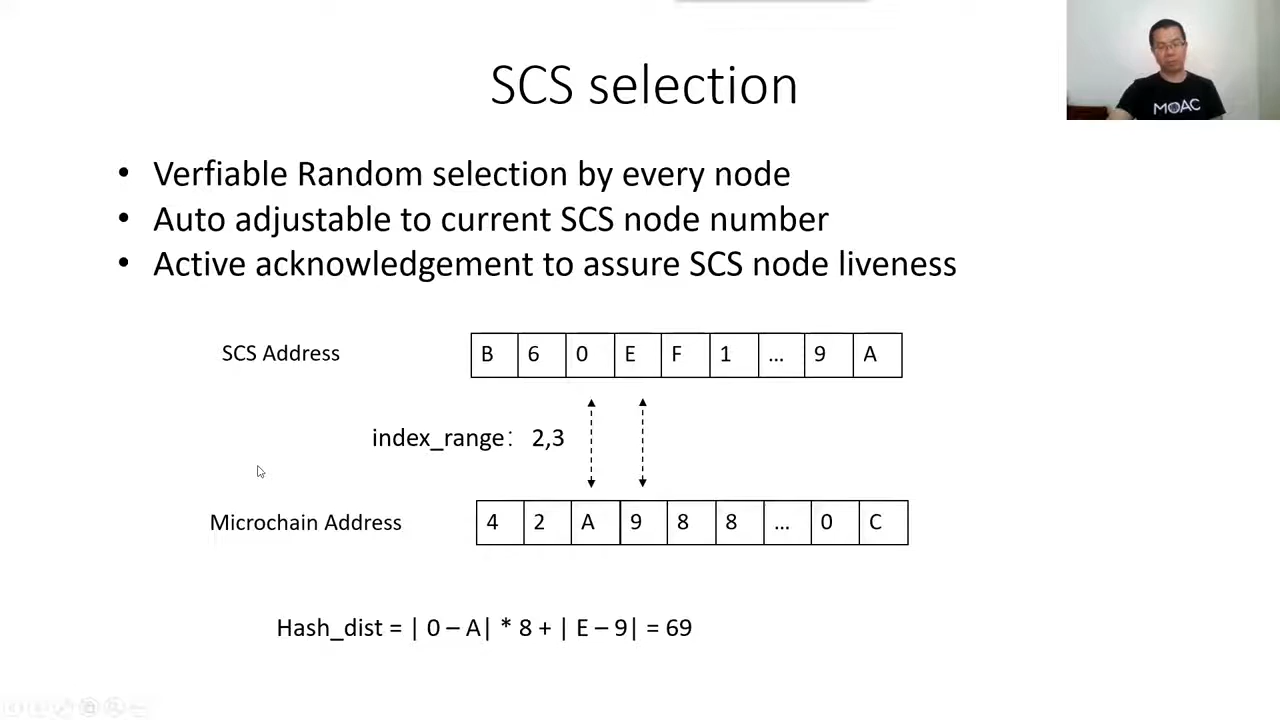 SCS selection
MOAC
• Verfiable Random selection by every node
• Auto adjustable to current SCS node number
• Active acknowledgement to assure SCS node liveness
SCS Address B 6 0 E F 1 ... 9 A
index_range: 2,3
Microchain Address 4 2 A 9 8 8 ... 0 C
Hash_dist = | 0 – A| * 8 + | E – 9| = 69